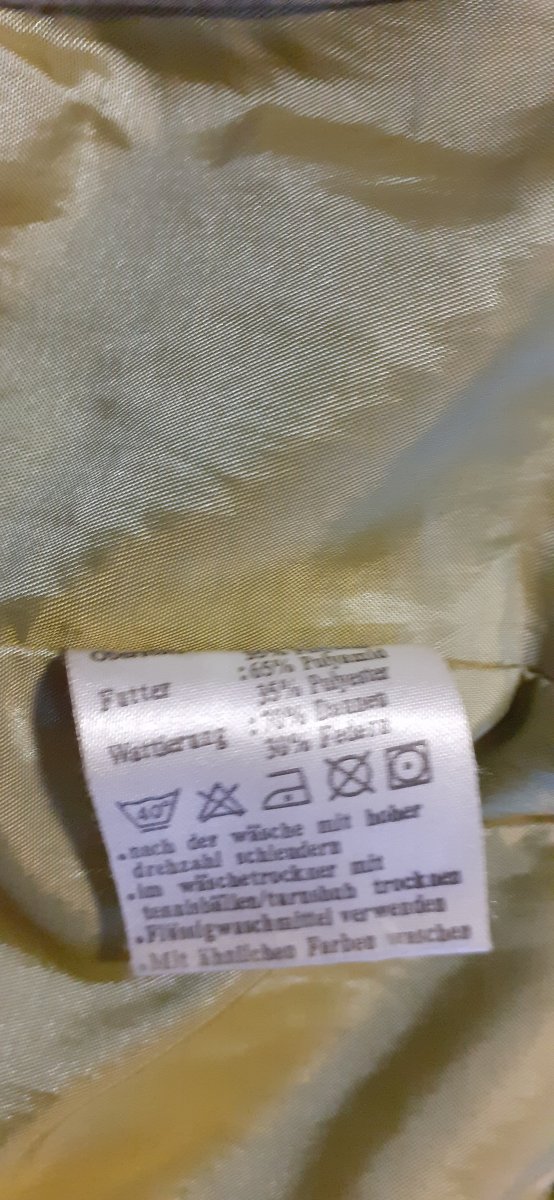 : 65% Polyamid
Futter 35% Polyester
Wattierung : 70% Daunen
30% Federn
40°
•nach der wäsche mit hoher
drehzahl schleudern
•im wäschetrockner mit
tennisbällen/turnshuh trocknen
•Flüssigwaschmittel verwenden
•Mit ähnlichen Farben waschen